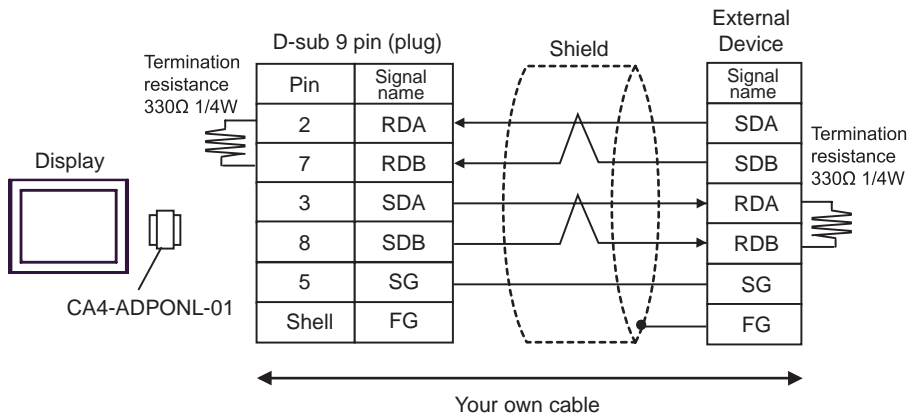 External
Device
D-sub 9 pin (plug)
Shield
Termination
resistance
330Ω 1/4W
Pin
Signal
name
Signal
name
2
RDA
SDA
7
RDB
SDB
Termination
resistance
330Ω 1/4W
Display
3
SDA
RDA
8
SDB
RDB
5
SG
SG
CA4-ADPONL-01
Shell
FG
FG
Your own cable